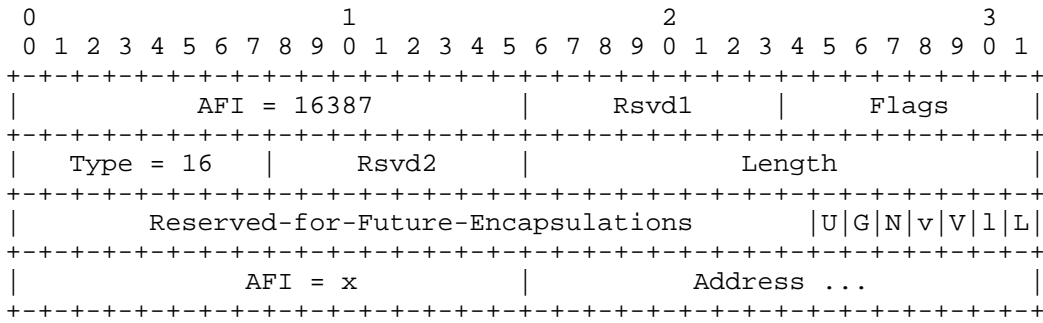 0                   1                   2                   3
 0 1 2 3 4 5 6 7 8 9 0 1 2 3 4 5 6 7 8 9 0 1 2 3 4 5 6 7 8 9 0 1
+-+-+-+-+-+-+-+-+-+-+-+-+-+-+-+-+-+-+-+-+-+-+-+-+-+-+-+-+-+-+-+-+
|           AFI = 16387         |     Rsvd1     |     Flags     |
+-+-+-+-+-+-+-+-+-+-+-+-+-+-+-+-+-+-+-+-+-+-+-+-+-+-+-+-+-+-+-+-+
|   Type = 16   |     Rsvd2     |             Length            |
+-+-+-+-+-+-+-+-+-+-+-+-+-+-+-+-+-+-+-+-+-+-+-+-+-+-+-+-+-+-+-+-+
|        Reserved-for-Future-Encapsulations       |U|G|N|v|V|l|L|
+-+-+-+-+-+-+-+-+-+-+-+-+-+-+-+-+-+-+-+-+-+-+-+-+-+-+-+-+-+-+-+-+
|              AFI = x          |          Address ...          |
+-+-+-+-+-+-+-+-+-+-+-+-+-+-+-+-+-+-+-+-+-+-+-+-+-+-+-+-+-+-+-+-+